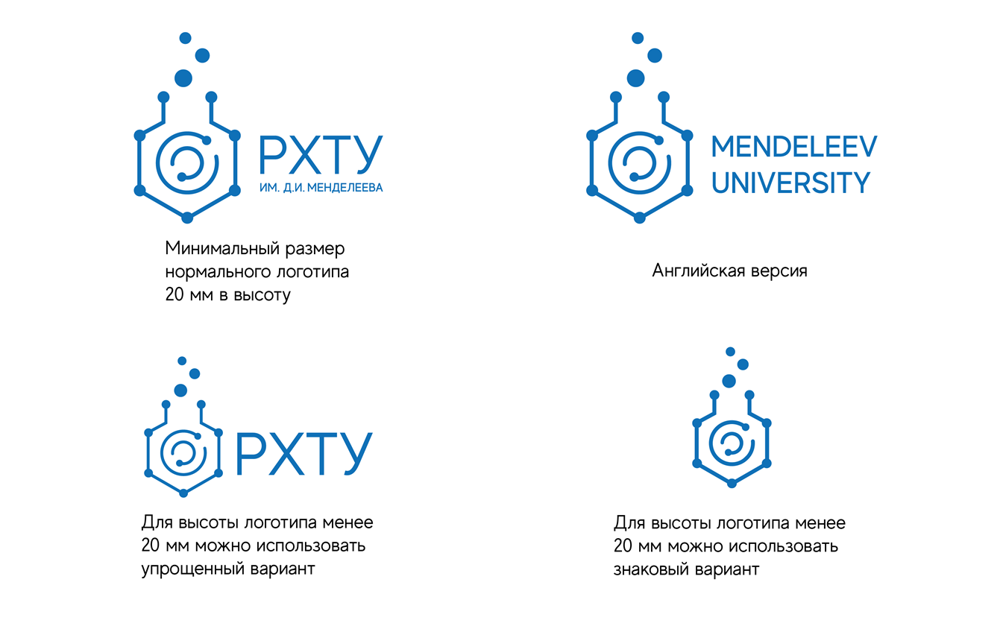 РХТУ
ИМ. Д.И. МЕНДЕЛЕЕВА
Минимальный размер
нормального логотипа
20 мм в высоту
MENDELEEV
UNIVERSITY
Английская версия
РХТУ
Для высоты логотипа менее
20 мм можно использовать
упрощенный вариант
Для высоты логотипа менее
20 мм можно использовать
знаковый вариант